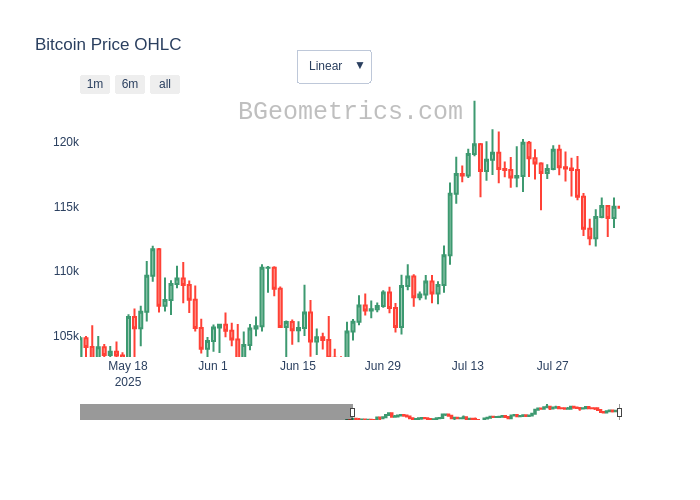 Bitcoin Price OHLC
Linear ▼
1m 6m all
BGeometrics.com
120k
115k
110k
105k
May 18 Jun 1 Jun 15 Jun 29 Jul 13 Jul 27
2025